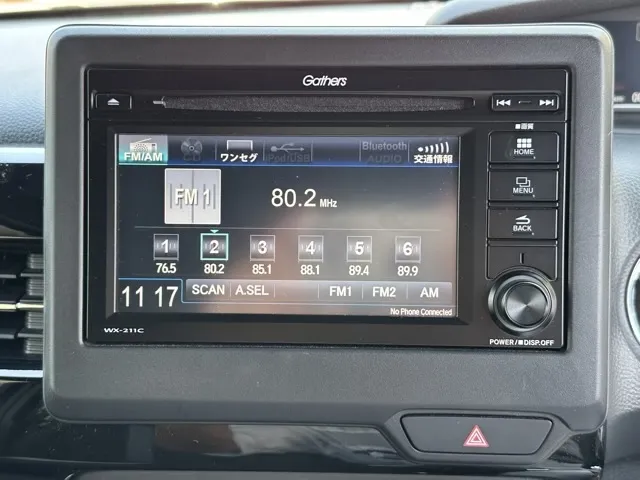 Gathers
FM/AM CD ワンセグ iPod/USB Bluetooth AUDIO 交通情報
■画質
HOME
MENU
BACK
FM 1
80.2 MHz
1 2 3 4 5 6
76.5 80.2 85.1 88.1 89.4 89.9
11 17 SCAN A.SEL FM1 FM2 AM
No Phone Connected
WX-211C
POWER/■DISP.OFF